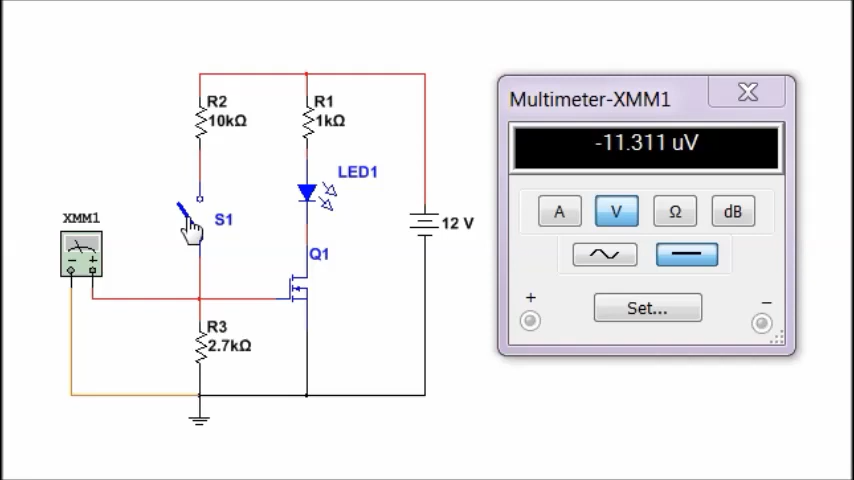 R2
10kΩ
R1
1kΩ
LED1
S1
XMM1
12 V
Q1
R3
2.7kΩ
Multimeter-XMM1
-11.311 uV
A
V
Ω
dB
Set...
+
−